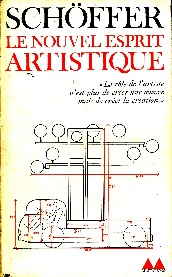 SCHÖFFER
LE NOUVEL ESPRIT
ARTISTIQUE
« Le rôle de l'artiste
n'est plus de créer une œuvre
mais de créer la création »